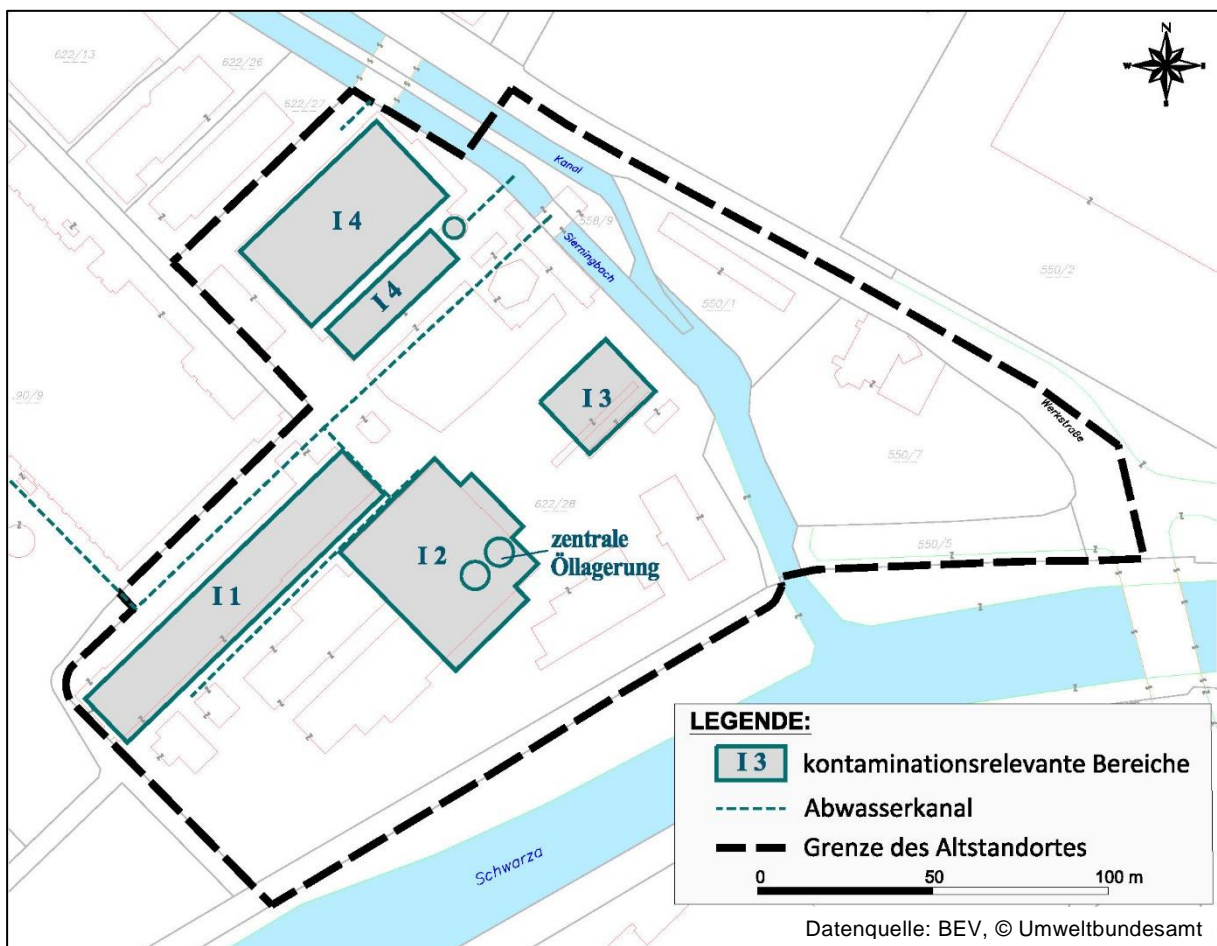 622/13
622/26
622/27
N
W
E
S
Kanal
558/9
Sierningbach
550/1
550/2
I 4
I 4
I 3
90/9
Werkstraße
550/7
622/28
I 2
zentrale
Öllagerung
I 1
550/5
Schwarza
LEGENDE:
I 3 kontaminationsrelevante Bereiche
Abwasserkanal
Grenze des Altstandortes
0 50 100 m
Datenquelle: BEV, © Umweltbundesamt